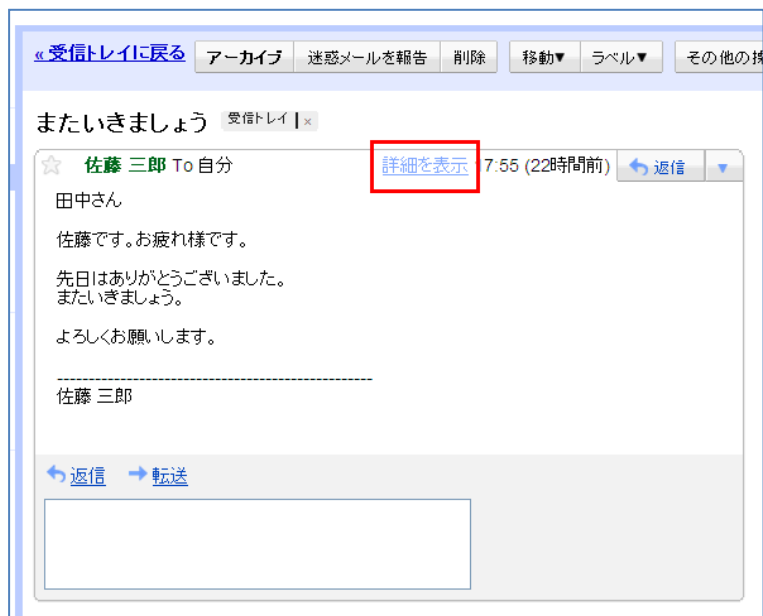 «受信トレイに戻る アーカイブ 迷惑メールを報告 削除 移動▼ ラベル▼ その他の
またいきましょう 受信トレイ | ×
佐藤 三郎 To 自分 詳細を表示 17:55 (22時間前) 返信 ▼
田中さん
佐藤です。お疲れ様です。
先日はありがとうございました。
またいきましょう。
よろしくお願いします。
--------------------------------------------------
佐藤 三郎
返信 転送